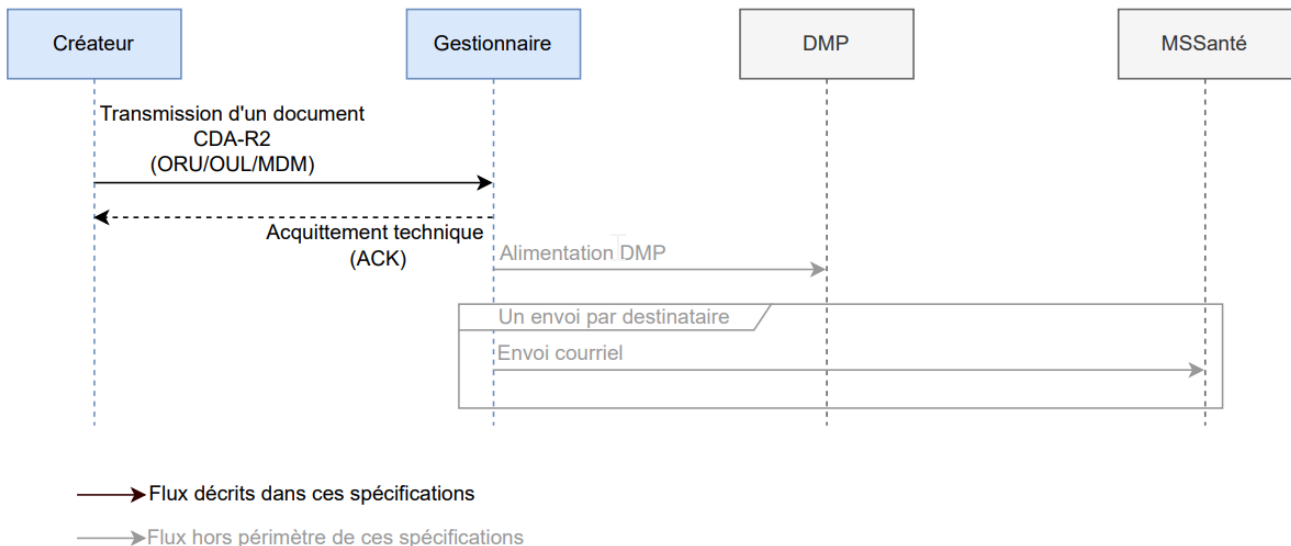 Créateur
Gestionnaire
DMP
MSSanté
Transmission d'un document
CDA-R2
(ORU/OUL/MDM)
Acquittement technique
(ACK)
Alimentation DMP
Un envoi par destinataire
Envoi courriel
Flux décrits dans ces spécifications
Flux hors périmètre de ces spécifications